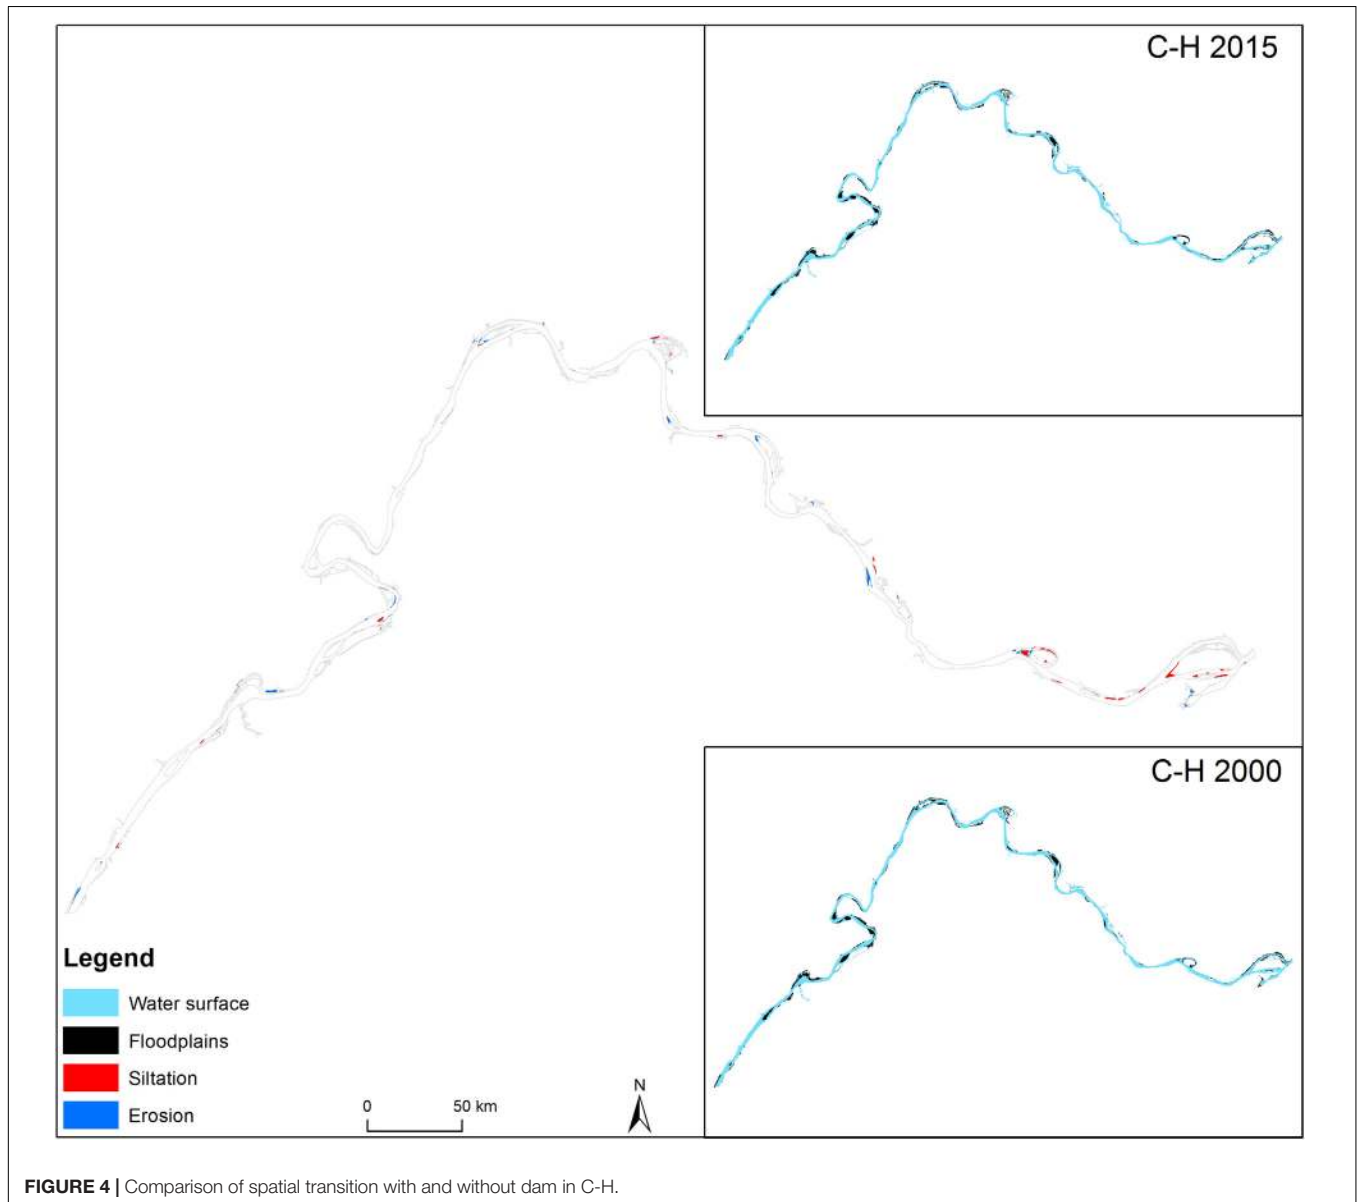 C-H 2015
C-H 2000
Legend
Water surface
Floodplains
Siltation
Erosion
0 50 km
N
FIGURE 4 | Comparison of spatial transition with and without dam in C-H.